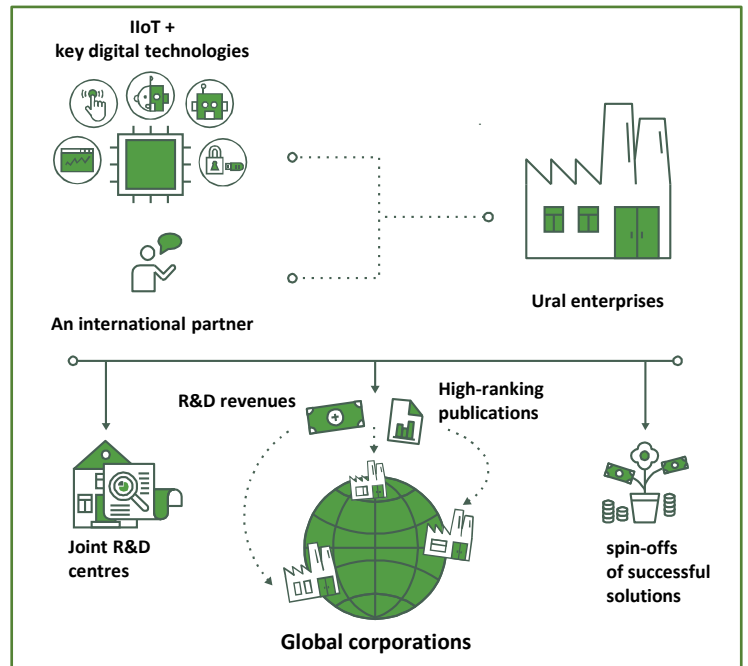 IIoT +
key digital technologies
An international partner
Ural enterprises
R&D revenues
High-ranking
publications
Joint R&D
centres
spin-offs
of successful
solutions
Global corporations